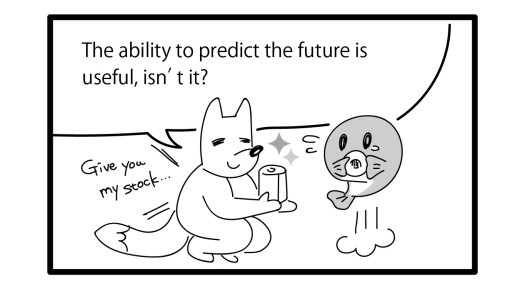 The ability to predict the future is
useful, isn't it?
Give you
my stock...